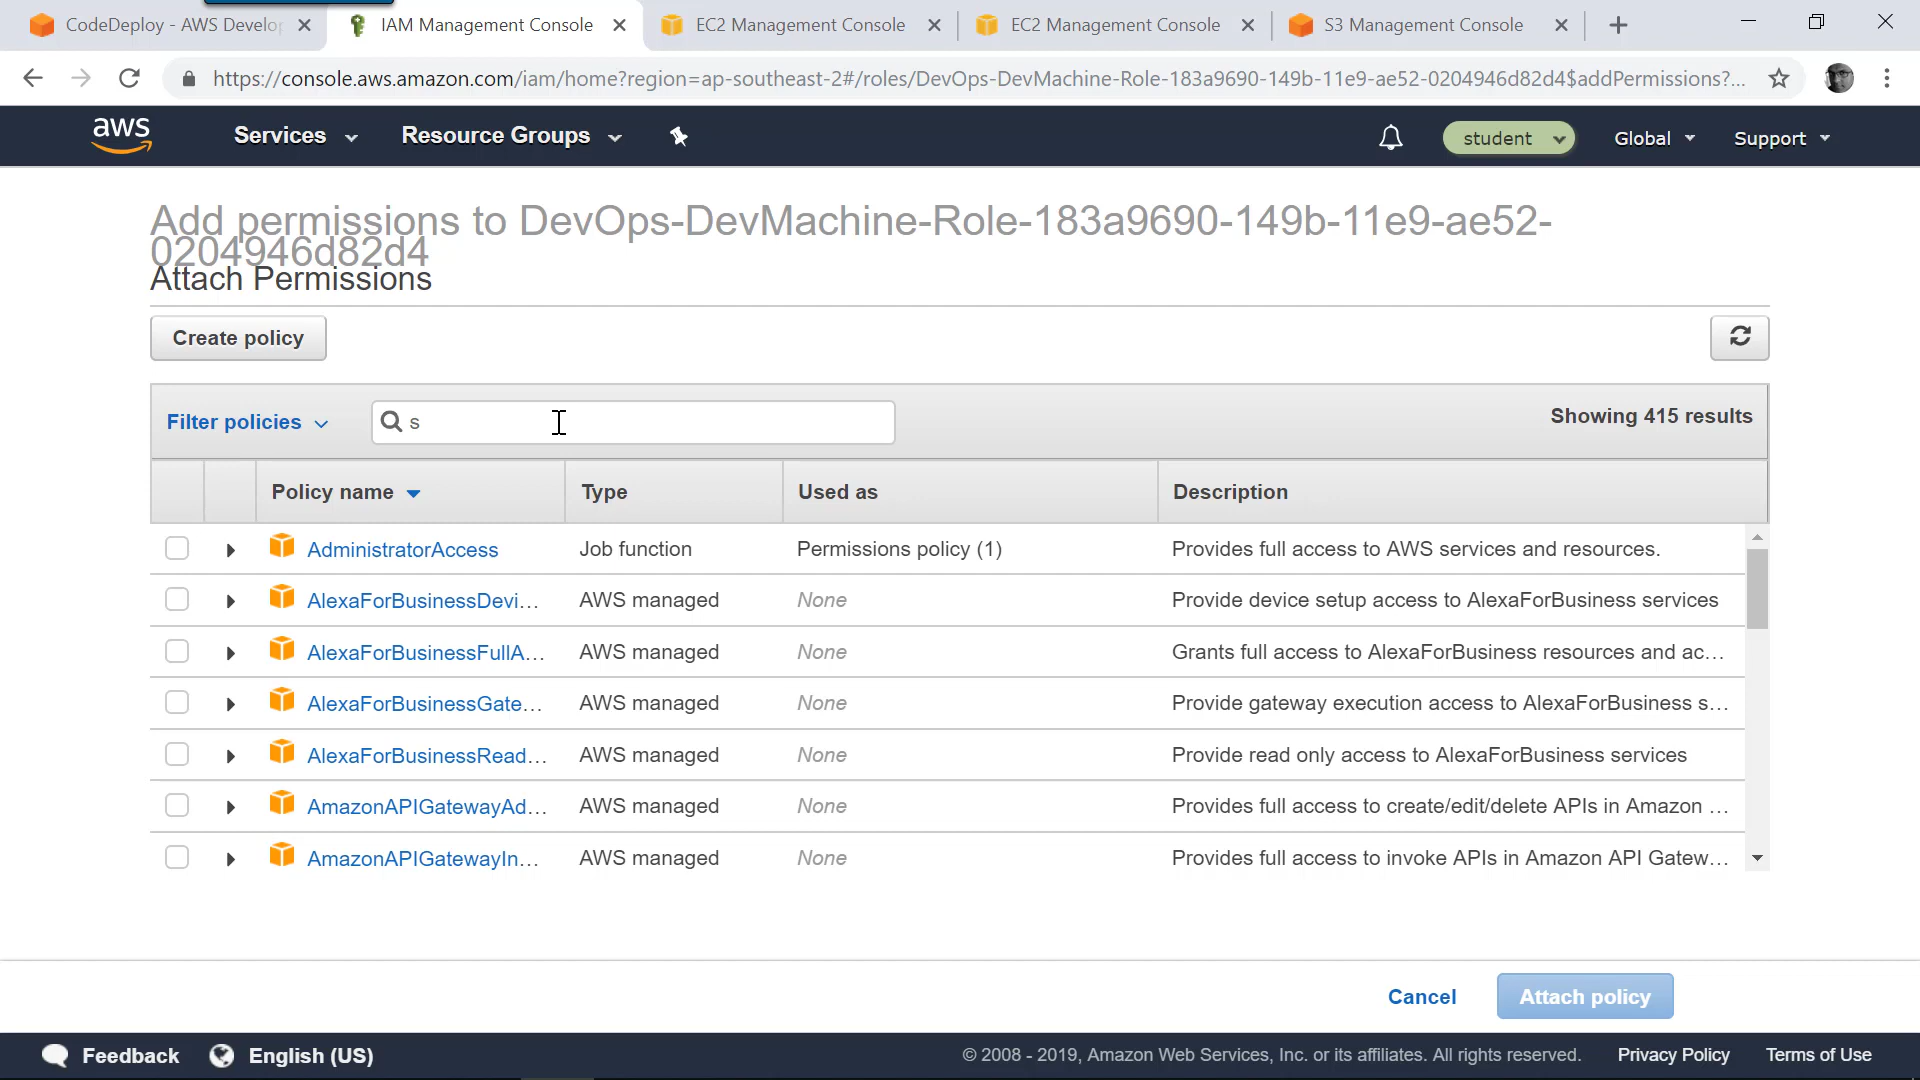 CodeDeploy - AWS Develop
IAM Management Console
EC2 Management Console
EC2 Management Console
S3 Management Console
https://console.aws.amazon.com/iam/home?region=ap-southeast-2#/roles/DevOps-DevMachine-Role-183a9690-149b-11e9-ae52-0204946d82d4$addPermissions?...
aws
Services
Resource Groups
student
Global
Support
Add permissions to DevOps-DevMachine-Role-183a9690-149b-11e9-ae52-
0204946d82d4
Attach Permissions
Create policy
Filter policies
s
Showing 415 results
Policy name Type Used as Description
AdministratorAccess Job function Permissions policy (1) Provides full access to AWS services and resources.
AlexaForBusinessDevi... AWS managed None Provide device setup access to AlexaForBusiness services
AlexaForBusinessFullA... AWS managed None Grants full access to AlexaForBusiness resources and ac...
AlexaForBusinessGate... AWS managed None Provide gateway execution access to AlexaForBusiness s...
AlexaForBusinessRead... AWS managed None Provide read only access to AlexaForBusiness services
AmazonAPIGatewayAd... AWS managed None Provides full access to create/edit/delete APIs in Amazon ...
AmazonAPIGatewayIn... AWS managed None Provides full access to invoke APIs in Amazon API Gatew...
Cancel
Attach policy
Feedback
English (US)
© 2008 - 2019, Amazon Web Services, Inc. or its affiliates. All rights reserved.
Privacy Policy
Terms of Use